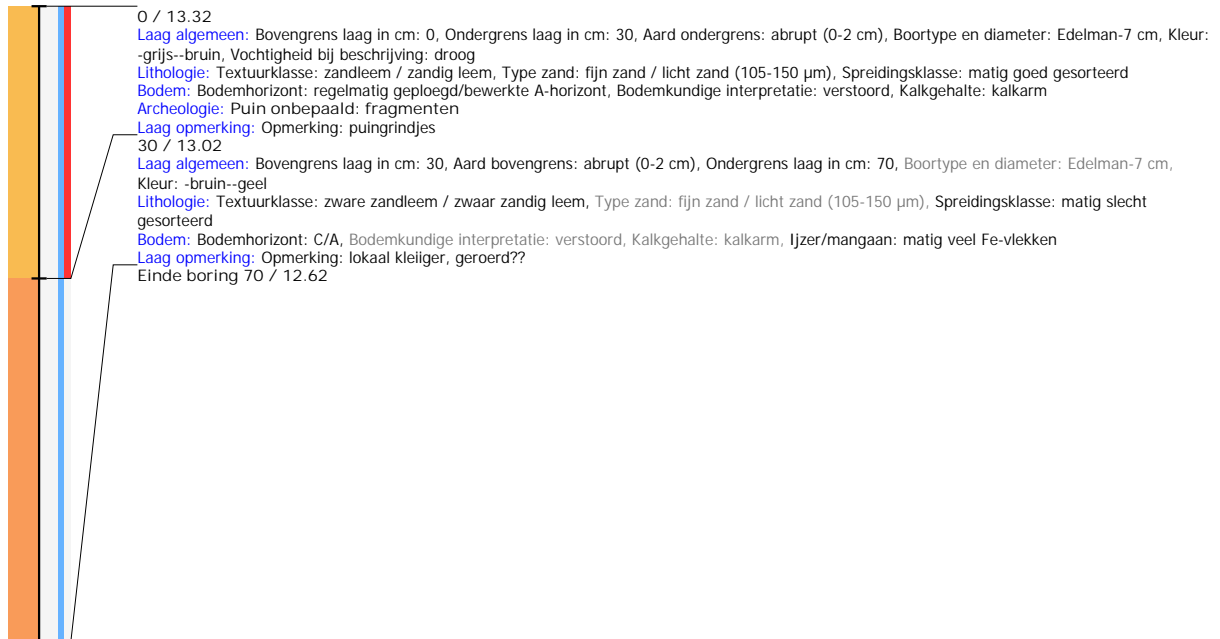 0 / 13.32
Laag algemeen: Bovengrens laag in cm: 0, Ondergrens laag in cm: 30, Aard ondergrens: abrupt (0-2 cm), Boortype en diameter: Edelman-7 cm, Kleur:
-grijs--bruin, Vochtigheid bij beschrijving: droog
Lithologie: Textuurklasse: zandleem / zandig leem, Type zand: fijn zand / licht zand (105-150 µm), Spreidingsklasse: matig goed gesorteerd
Bodem: Bodemhorizont: regelmatig geploegd/bewerkte A-horizont, Bodemkundige interpretatie: verstoord, Kalkgehalte: kalkarm
Archeologie: Puin onbepaald: fragmenten
Laag opmerking: Opmerking: puingrindjes
30 / 13.02
Laag algemeen: Bovengrens laag in cm: 30, Aard bovengrens: abrupt (0-2 cm), Ondergrens laag in cm: 70, Boortype en diameter: Edelman-7 cm,
Kleur: -bruin--geel
Lithologie: Textuurklasse: zware zandleem / zwaar zandig leem, Type zand: fijn zand / licht zand (105-150 µm), Spreidingsklasse: matig slecht
gesorteerd
Bodem: Bodemhorizont: C/A, Bodemkundige interpretatie: verstoord, Kalkgehalte: kalkarm, Ijzer/mangaan: matig veel Fe-vlekken
Laag opmerking: Opmerking: lokaal kleiiger, geroerd??
Einde boring 70 / 12.62